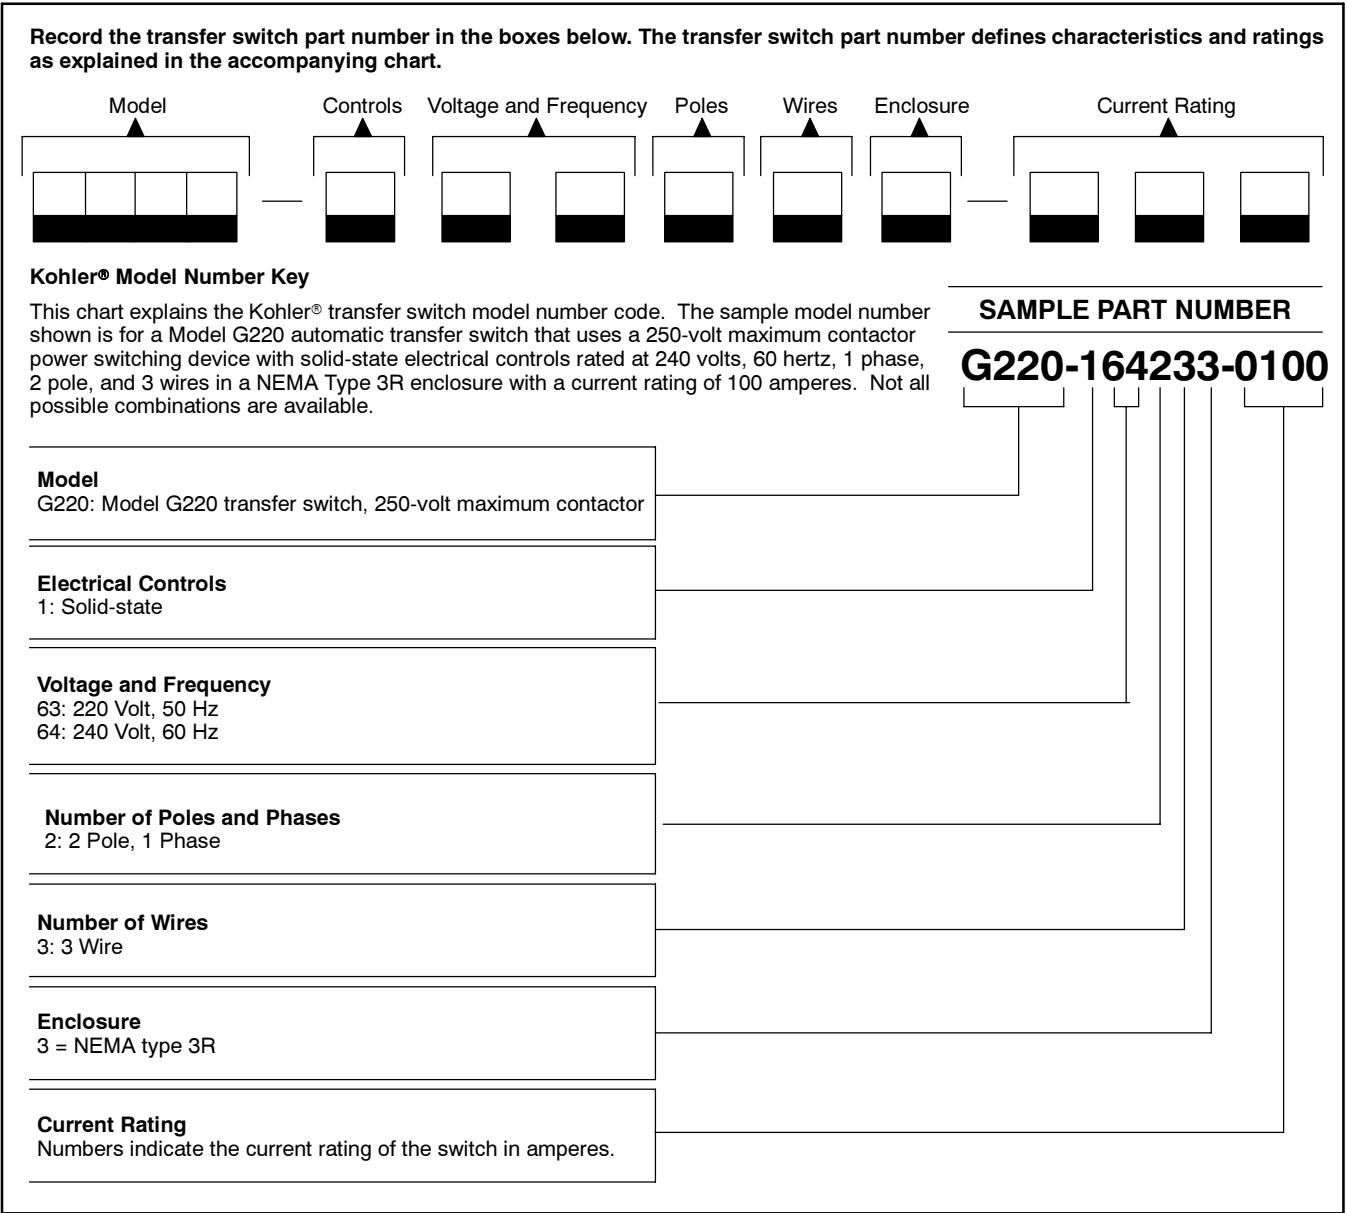 Record the transfer switch part number in the boxes below. The transfer switch part number defines characteristics and ratings
as explained in the accompanying chart.
Model Controls Voltage and Frequency Poles Wires Enclosure Current Rating
Kohler® Model Number Key
This chart explains the Kohler® transfer switch model number code. The sample model number
shown is for a Model G220 automatic transfer switch that uses a 250-volt maximum contactor
power switching device with solid-state electrical controls rated at 240 volts, 60 hertz, 1 phase,
2 pole, and 3 wires in a NEMA Type 3R enclosure with a current rating of 100 amperes. Not all
possible combinations are available.
SAMPLE PART NUMBER
G220-164233-0100
Model
G220: Model G220 transfer switch, 250-volt maximum contactor
Electrical Controls
1: Solid-state
Voltage and Frequency
63: 220 Volt, 50 Hz
64: 240 Volt, 60 Hz
Number of Poles and Phases
2: 2 Pole, 1 Phase
Number of Wires
3: 3 Wire
Enclosure
3 = NEMA type 3R
Current Rating
Numbers indicate the current rating of the switch in amperes.